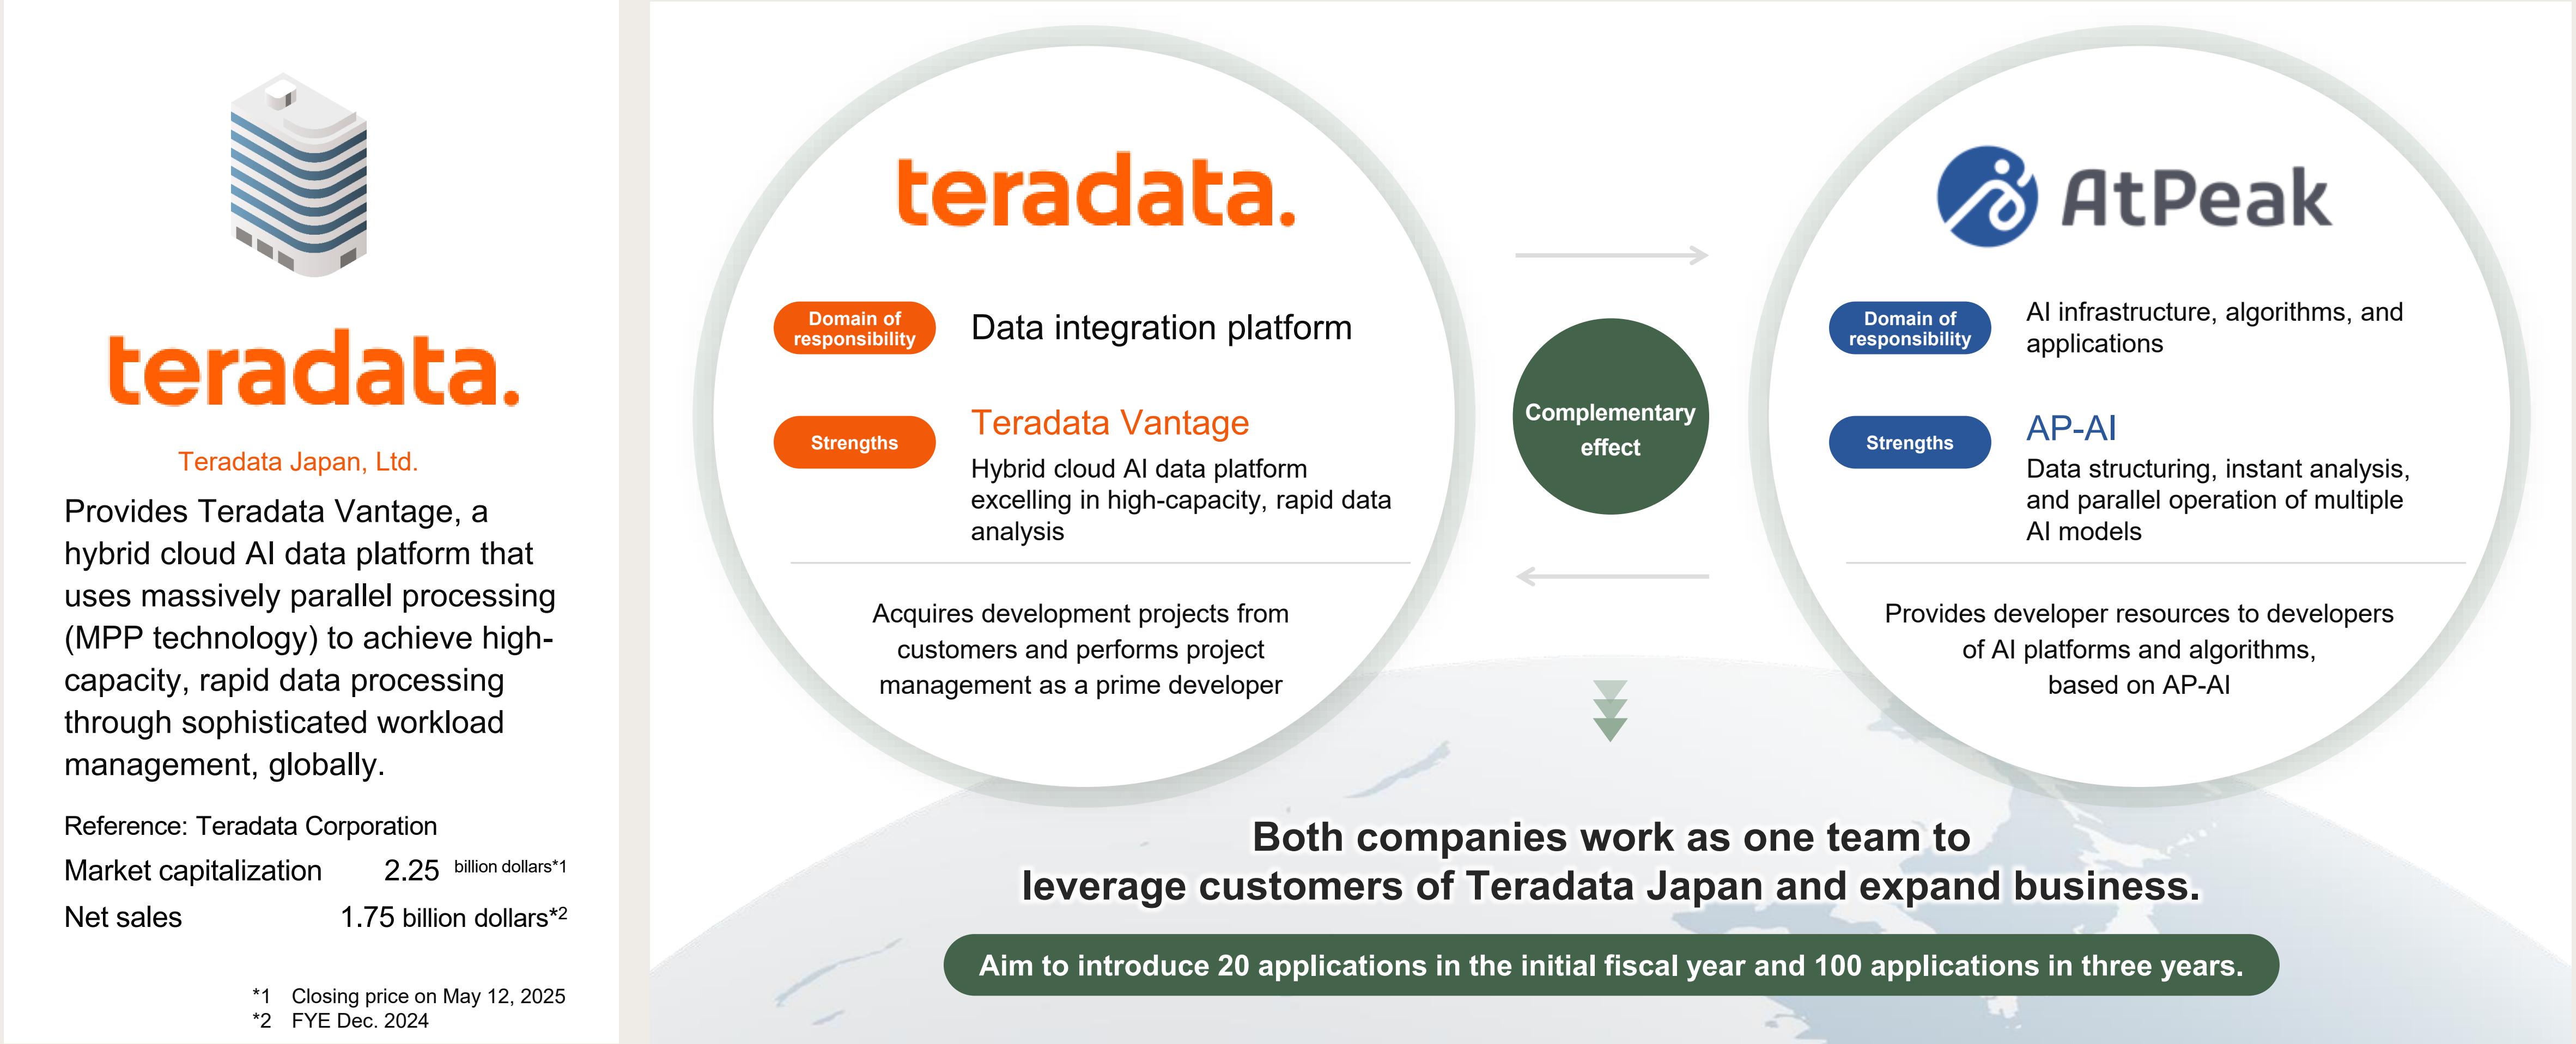 teradata.
Teradata Japan, Ltd.
Provides Teradata Vantage, a
hybrid cloud AI data platform that
uses massively parallel processing
(MPP technology) to achieve high-
capacity, rapid data processing
through sophisticated workload
management, globally.
Reference: Teradata Corporation
Market capitalization 2.25 billion dollars*1
Net sales 1.75 billion dollars*2
*1 Closing price on May 12, 2025
*2 FYE Dec. 2024
teradata.
Domain of
responsibility
Data integration platform
Strengths
Teradata Vantage
Hybrid cloud AI data platform
excelling in high-capacity, rapid data
analysis
Acquires development projects from
customers and performs project
management as a prime developer
Complementary
effect
AtPeak
Domain of
responsibility
AI infrastructure, algorithms, and
applications
Strengths
AP-AI
Data structuring, instant analysis,
and parallel operation of multiple
AI models
Provides developer resources to developers
of AI platforms and algorithms,
based on AP-AI
Both companies work as one team to
leverage customers of Teradata Japan and expand business.
Aim to introduce 20 applications in the initial fiscal year and 100 applications in three years.